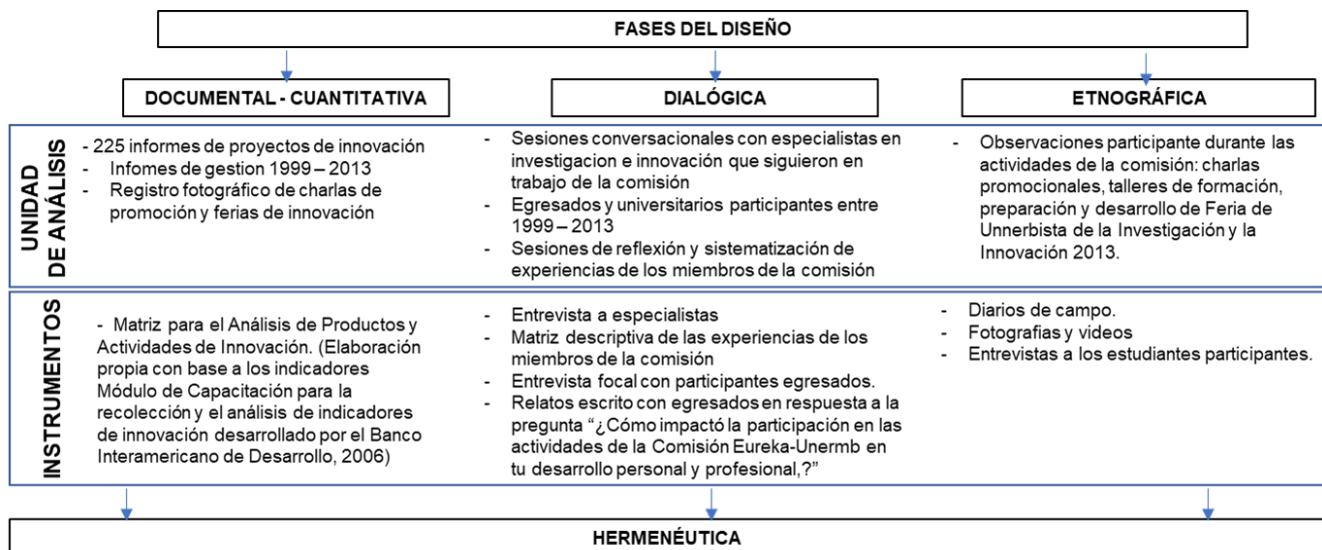 FASES DEL DISEÑO
DOCUMENTAL - CUANTITATIVA
DIALÓGICA
ETNOGRÁFICA
UNIDAD
DE ANÁLISIS
- 225 informes de proyectos de innovación
- Infomes de gestion 1999 – 2013
- Registro fotográfico de charlas de
promoción y ferias de innovación
- Sesiones conversacionales con especialistas en
investigacion e innovación que siguieron en
trabajo de la comisión
- Egresados y universitarios participantes entre
1999 – 2013
- Sesiones de reflexión y sistematización de
experiencias de los miembros de la comisión
- Observaciones participante durante las
actividades de la comisión: charlas
promocionales, talleres de formación,
preparación y desarrollo de Feria de
Unnerbista de la Investigación y la
Innovación 2013.
INSTRUMENTOS
- Matriz para el Análisis de Productos y
Actividades de Innovación. (Elaboración
propia con base a los indicadores
Módulo de Capacitación para la
recolección y el análisis de indicadores
de innovación desarrollado por el Banco
Interamericano de Desarrollo, 2006)
- Entrevista a especialistas
- Matriz descriptiva de las experiencias de los
miembros de la comisión
- Entrevista focal con participantes egresados.
- Relatos escrito con egresados en respuesta a la
pregunta “¿Cómo impactó la participación en las
actividades de la Comisión Eureka-Unermb en
tu desarrollo personal y profesional,?”
- Diarios de campo.
- Fotografias y videos
- Entrevistas a los estudiantes participantes.
HERMENÉUTICA